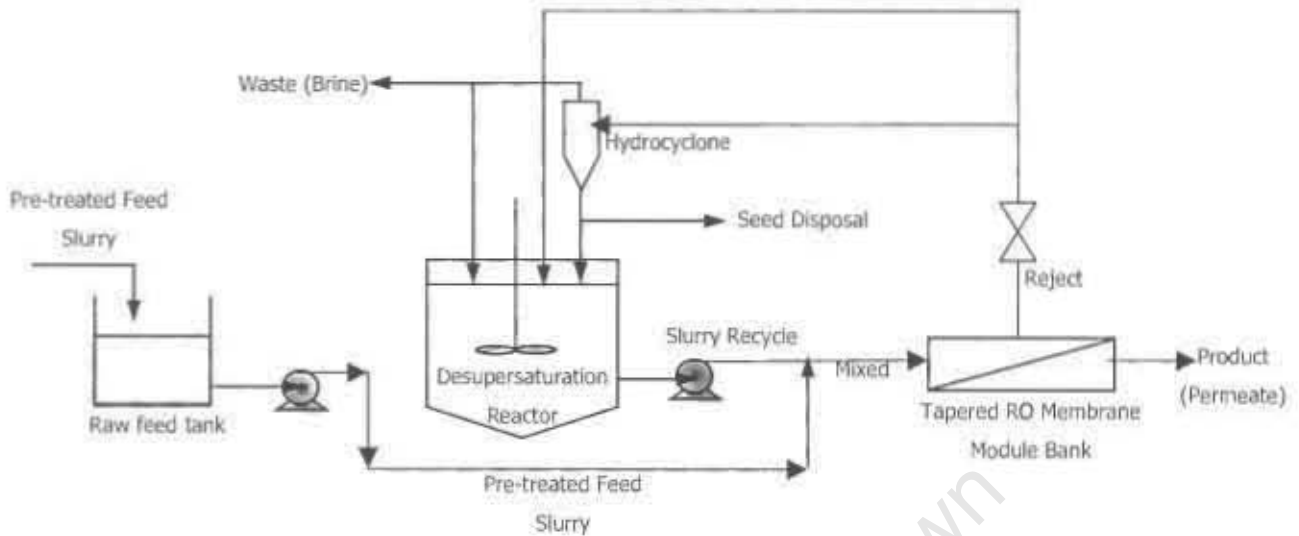 Waste (Brine)
Hydrocyclone
Pre-treated Feed
Slurry
Seed Disposal
Reject
Slurry Recycle
Mixed
Product
(Permeate)
Desupersaturation
Reactor
Raw feed tank
Tapered RO Membrane
Module Bank
Pre-treated Feed
Slurry